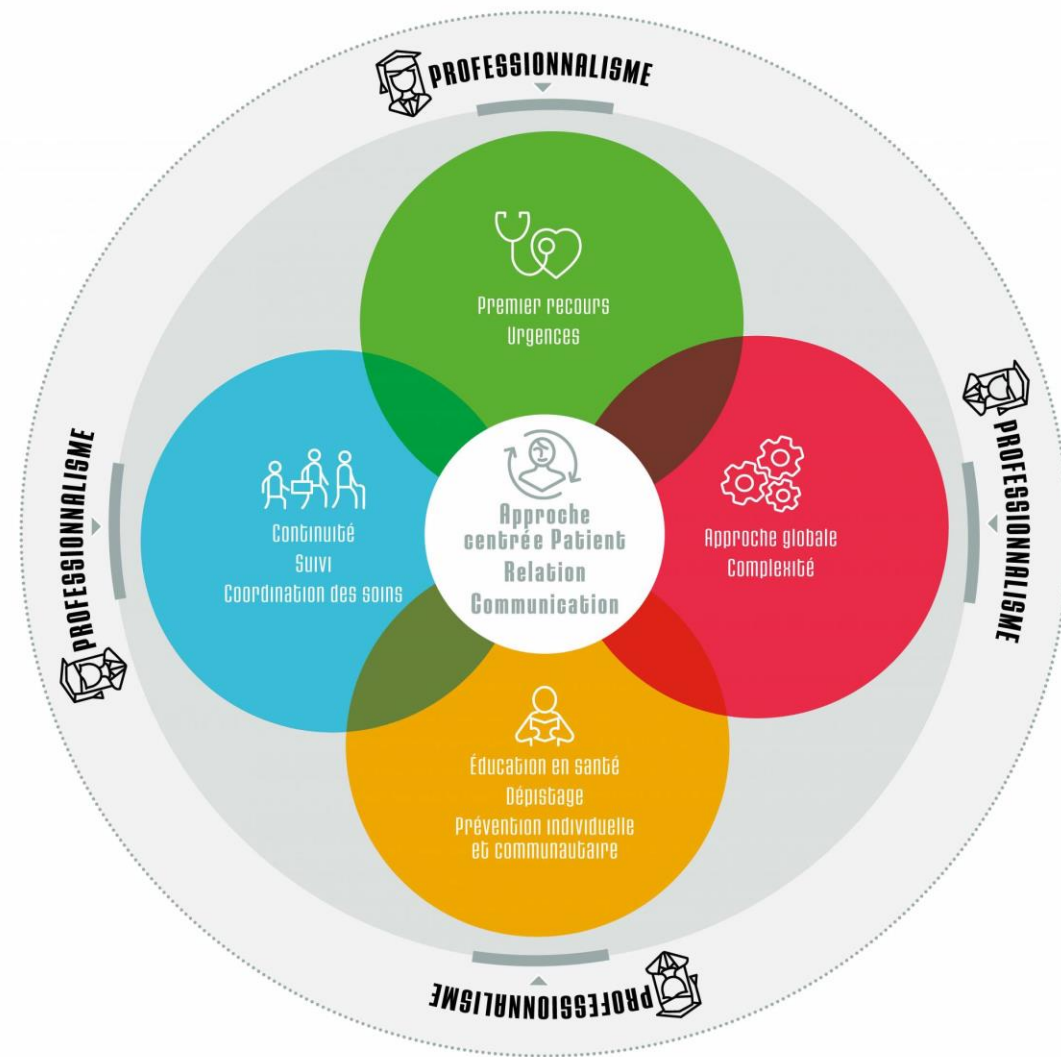 PROFESSIONNALISME
Premier recours
Urgences
PROFESSIONNALISME
Continuité
Suivi
Coordination des soins
Approche
centrée Patient
Relation
Communication
Approche globale
Complexité
PROFESSIONNALISME
Éducation en santé
Dépistage
Prévention individuelle
et communautaire
PROFESSIONNALISME